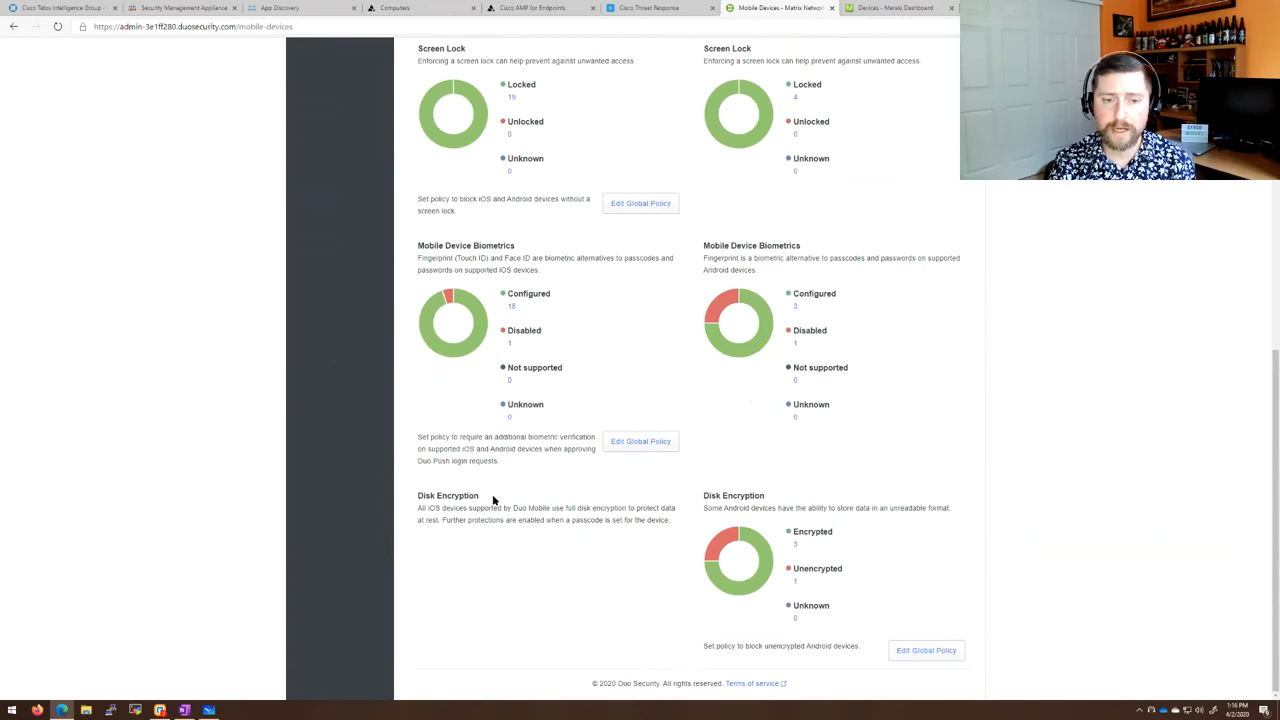 Cisco Talos Intelligence Group -
Security Management Appliance
App Discovery
Computers
Cisco AMP for Endpoints
Cisco Threat Response
Mobile Devices - Matrix Network
Devices - Meraki Dashboard
https://admin-3e1ff280.duosecurity.com/mobile-devices
Screen Lock
Enforcing a screen lock can help prevent against unwanted access.
Locked
19
Unlocked
0
Unknown
0
Set policy to block iOS and Android devices without a
screen lock.
Edit Global Policy
Screen Lock
Enforcing a screen lock can help prevent against unwanted access.
Locked
4
Unlocked
0
Unknown
0
Mobile Device Biometrics
Fingerprint (Touch ID) and Face ID are biometric alternatives to passcodes and
passwords on supported iOS devices.
Configured
18
Disabled
1
Not supported
0
Unknown
0
Set policy to require an additional biometric verification
on supported iOS and Android devices when approving
Duo Push login requests.
Edit Global Policy
Mobile Device Biometrics
Fingerprint is a biometric alternative to passcodes and passwords on supported
Android devices.
Configured
3
Disabled
1
Not supported
0
Unknown
0
Disk Encryption
All iOS devices supported by Duo Mobile use full disk encryption to protect data
at rest. Further protections are enabled when a passcode is set for the device.
Disk Encryption
Some Android devices have the ability to store data in an unreadable format.
Encrypted
3
Unencrypted
1
Unknown
0
Set policy to block unencrypted Android devices.
Edit Global Policy
© 2020 Duo Security. All rights reserved. Terms of service
1:16 PM
4/2/2020